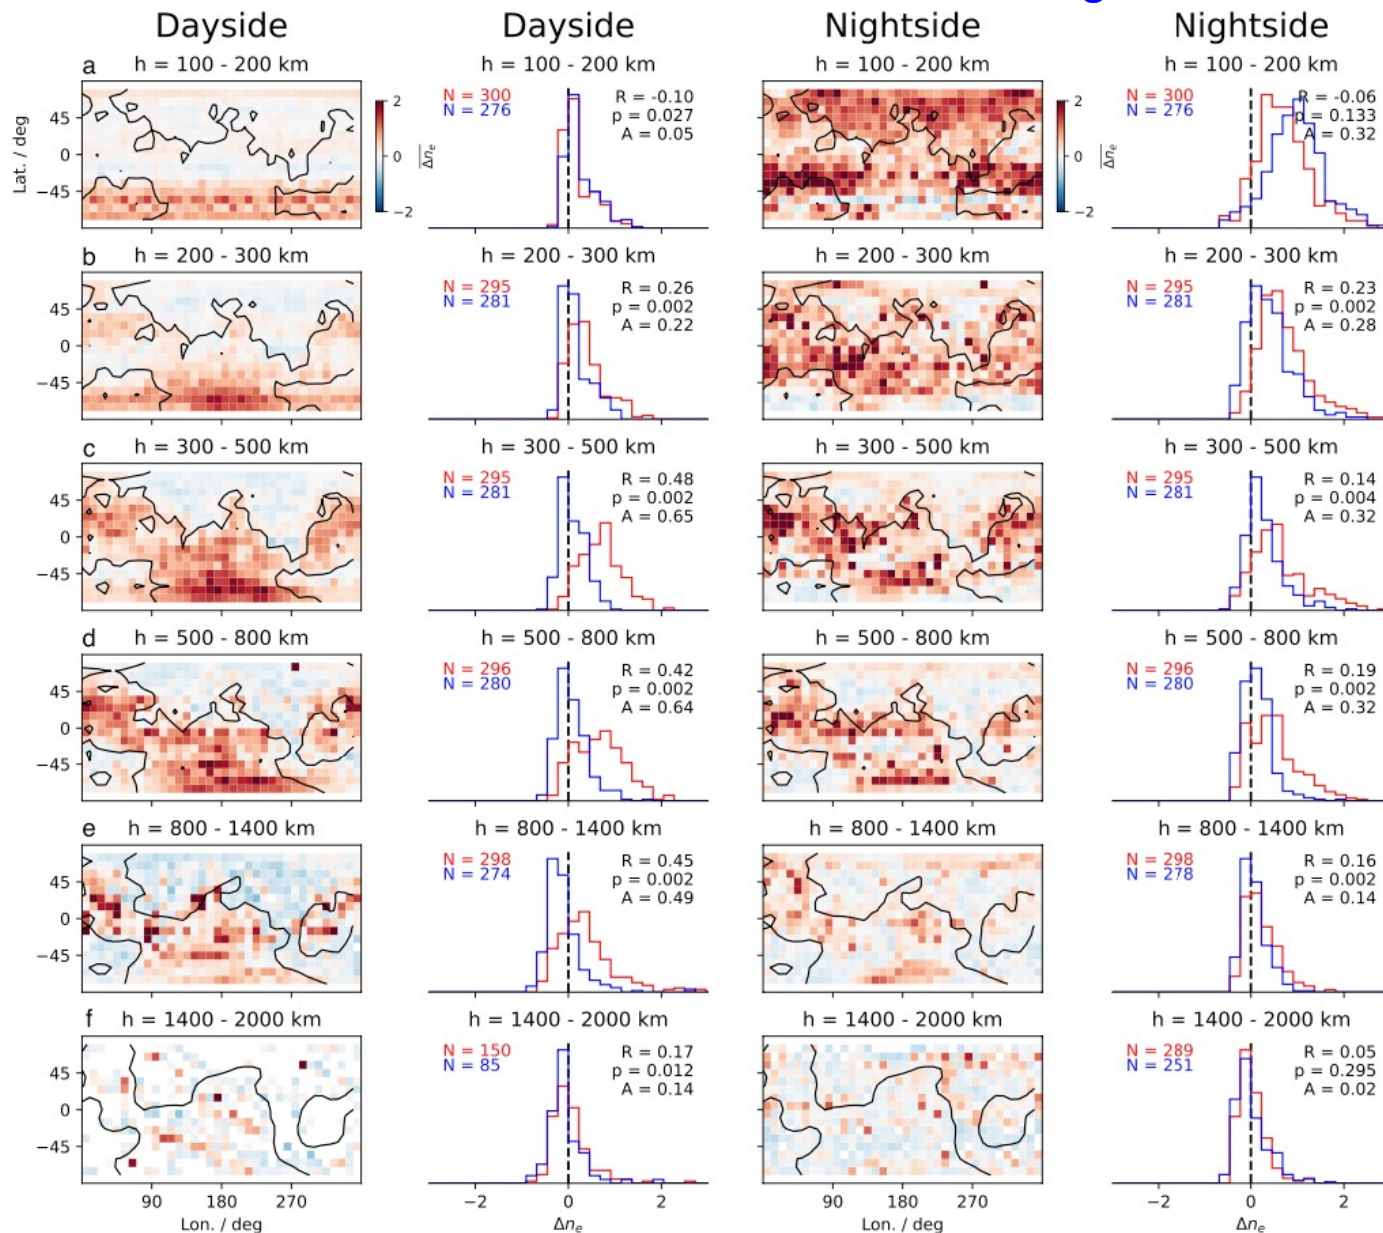 Dayside Dayside Nightside Nightside
a h = 100 - 200 km h = 100 - 200 km h = 100 - 200 km h = 100 - 200 km
Lat. / deg
45
0
−45
2
0
−2
Δn_e
N = 300
N = 276
R = -0.10
p = 0.027
A = 0.05
2
0
−2
Δn_e
N = 300
N = 276
R = -0.06
p = 0.133
A = 0.32
b h = 200 - 300 km h = 200 - 300 km h = 200 - 300 km h = 200 - 300 km
45
0
−45
N = 295
N = 281
R = 0.26
p = 0.002
A = 0.22
N = 295
N = 281
R = 0.23
p = 0.002
A = 0.28
c h = 300 - 500 km h = 300 - 500 km h = 300 - 500 km h = 300 - 500 km
45
0
−45
N = 295
N = 281
R = 0.48
p = 0.002
A = 0.65
N = 295
N = 281
R = 0.14
p = 0.004
A = 0.32
d h = 500 - 800 km h = 500 - 800 km h = 500 - 800 km h = 500 - 800 km
45
0
−45
N = 296
N = 280
R = 0.42
p = 0.002
A = 0.64
N = 296
N = 280
R = 0.19
p = 0.002
A = 0.32
e h = 800 - 1400 km h = 800 - 1400 km h = 800 - 1400 km h = 800 - 1400 km
45
0
−45
N = 298
N = 274
R = 0.45
p = 0.002
A = 0.49
N = 298
N = 278
R = 0.16
p = 0.002
A = 0.14
f h = 1400 - 2000 km h = 1400 - 2000 km h = 1400 - 2000 km h = 1400 - 2000 km
45
0
−45
N = 150
N = 85
R = 0.17
p = 0.012
A = 0.14
N = 289
N = 251
R = 0.05
p = 0.295
A = 0.02
90 180 270 −2 0 2 90 180 270 −2 0 2
Lon. / deg Δn_e Lon. / deg Δn_e